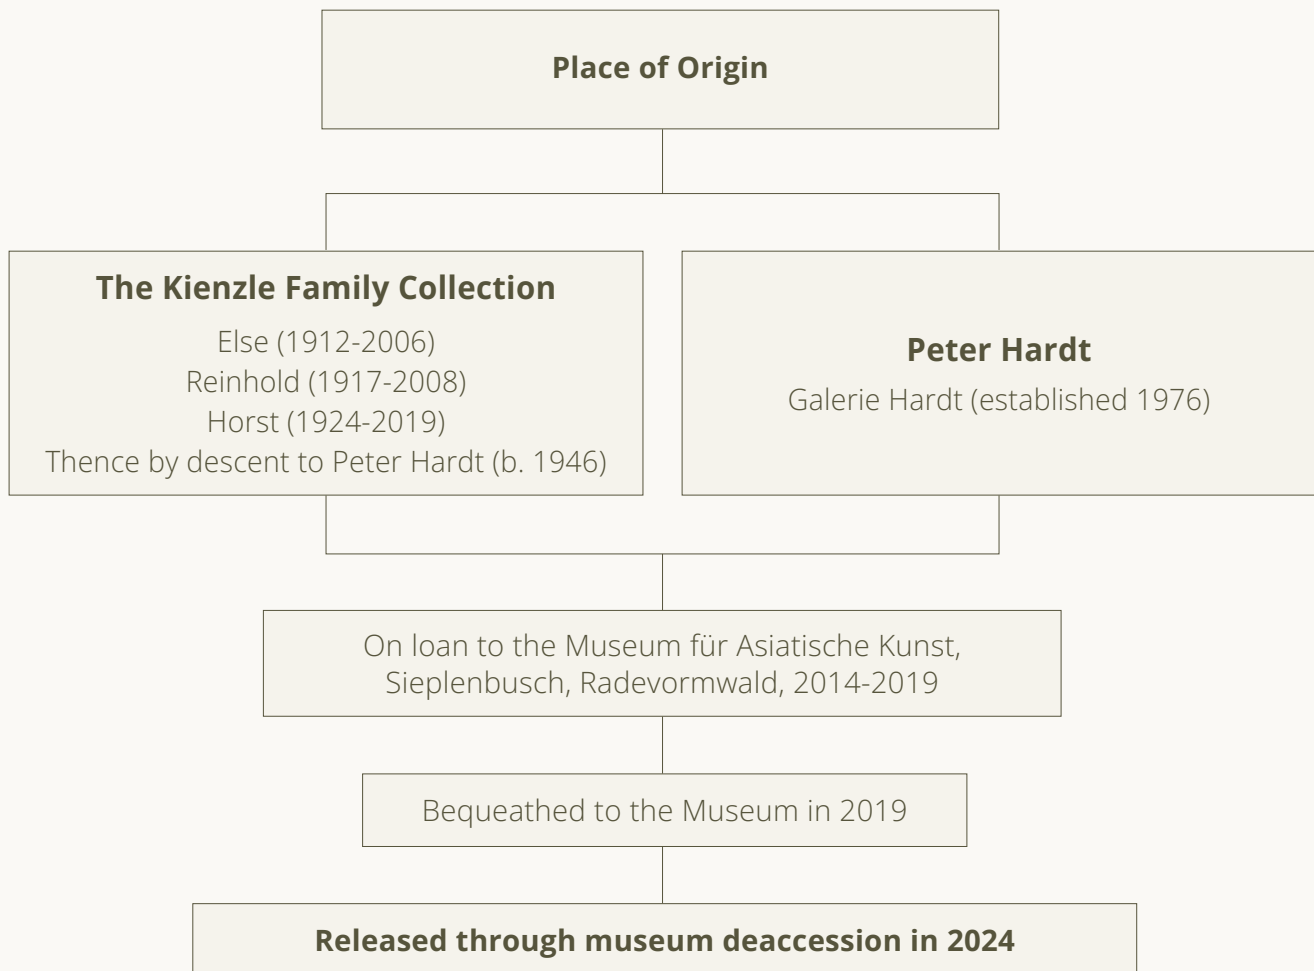 Place of Origin
The Kienzle Family Collection
Else (1912-2006)
Reinhold (1917-2008)
Horst (1924-2019)
Thence by descent to Peter Hardt (b. 1946)
Peter Hardt
Galerie Hardt (established 1976)
On loan to the Museum für Asiatische Kunst,
Sieplenbusch, Radevormwald, 2014-2019
Bequeathed to the Museum in 2019
Released through museum deaccession in 2024